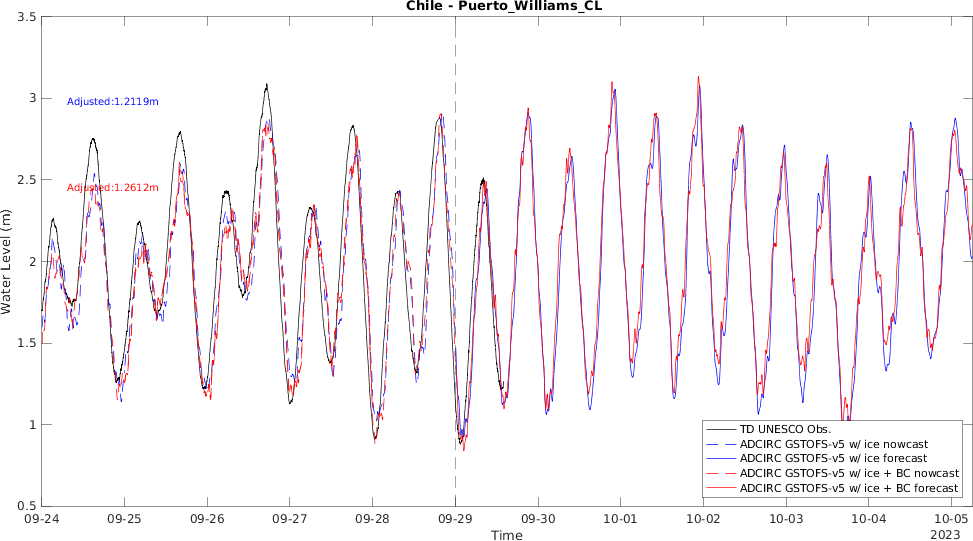 Chile - Puerto_Williams_CL
3.5
3
2.5
2
1.5
1
0.5
Water Level (m)
Adjusted:1.2119m
Adjusted:1.2612m
TD UNESCO Obs.
ADCIRC GSTOFS-v5 w/ ice nowcast
ADCIRC GSTOFS-v5 w/ ice forecast
ADCIRC GSTOFS-v5 w/ ice + BC nowcast
ADCIRC GSTOFS-v5 w/ ice + BC forecast
09-24 09-25 09-26 09-27 09-28 09-29 09-30 10-01 10-02 10-03 10-04 10-05
Time
2023